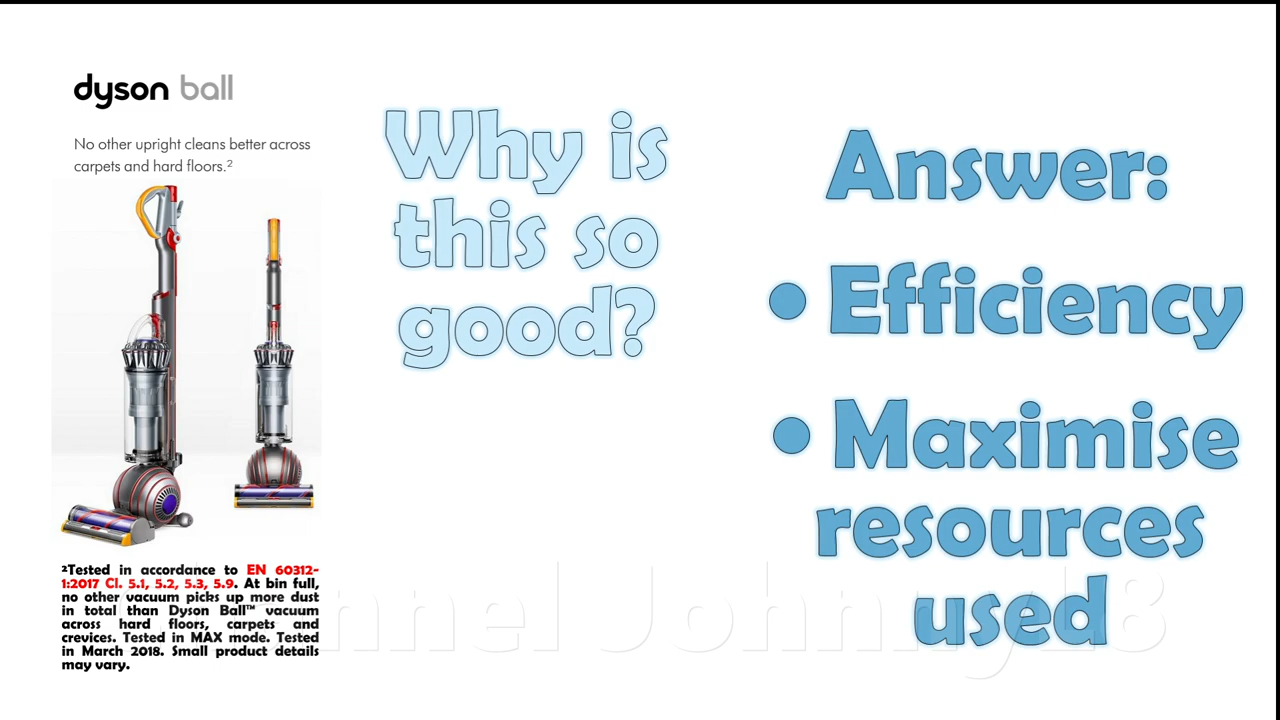 dyson ball
No other upright cleans better across
carpets and hard floors.²
²Tested in accordance to EN 60312-
1:2017 Cl. 5.1, 5.2, 5.3, 5.9. At bin full,
no other vacuum picks up more dust
in total than Dyson Ball™ vacuum
across hard floors, carpets and
crevices. Tested in MAX mode. Tested
in March 2018. Small product details
may vary.
Why is
this so
good?
Answer:
• Efficiency
• Maximise
resources
used